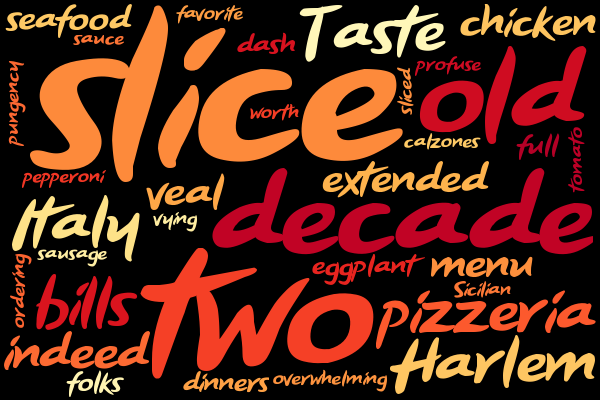 seafood
favorite
Taste
chicken
sauce
dash
slice
profuse
old
pungency
worth
sliced
calzones
full
tomato
pepperoni
veal
extended
Italy
vying
decade
sausage
ordering
eggplant
menu
bills
two
Sicilian
pizzeria
indeed
Harlem
folks
dinners
overwhelming